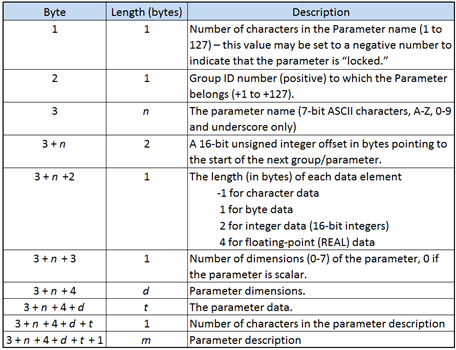 Byte Length (bytes) Description
1 1 Number of characters in the Parameter name (1 to
127) – this value may be set to a negative number to
indicate that the parameter is “locked.”
2 1 Group ID number (positive) to which the Parameter
belongs (+1 to +127).
3 n The parameter name (7-bit ASCII characters, A-Z, 0-9
and underscore only)
3 + n 2 A 16-bit unsigned integer offset in bytes pointing to
the start of the next group/parameter.
3 + n +2 1 The length (in bytes) of each data element
-1 for character data
1 for byte data
2 for integer data (16-bit integers)
4 for floating-point (REAL) data
3 + n + 3 1 Number of dimensions (0-7) of the parameter, 0 if
the parameter is scalar.
3 + n + 4 d Parameter dimensions.
3 + n + 4 + d t The parameter data.
3 + n + 4 + d + t 1 Number of characters in the parameter description
3 + n + 4 + d + t + 1 m Parameter description